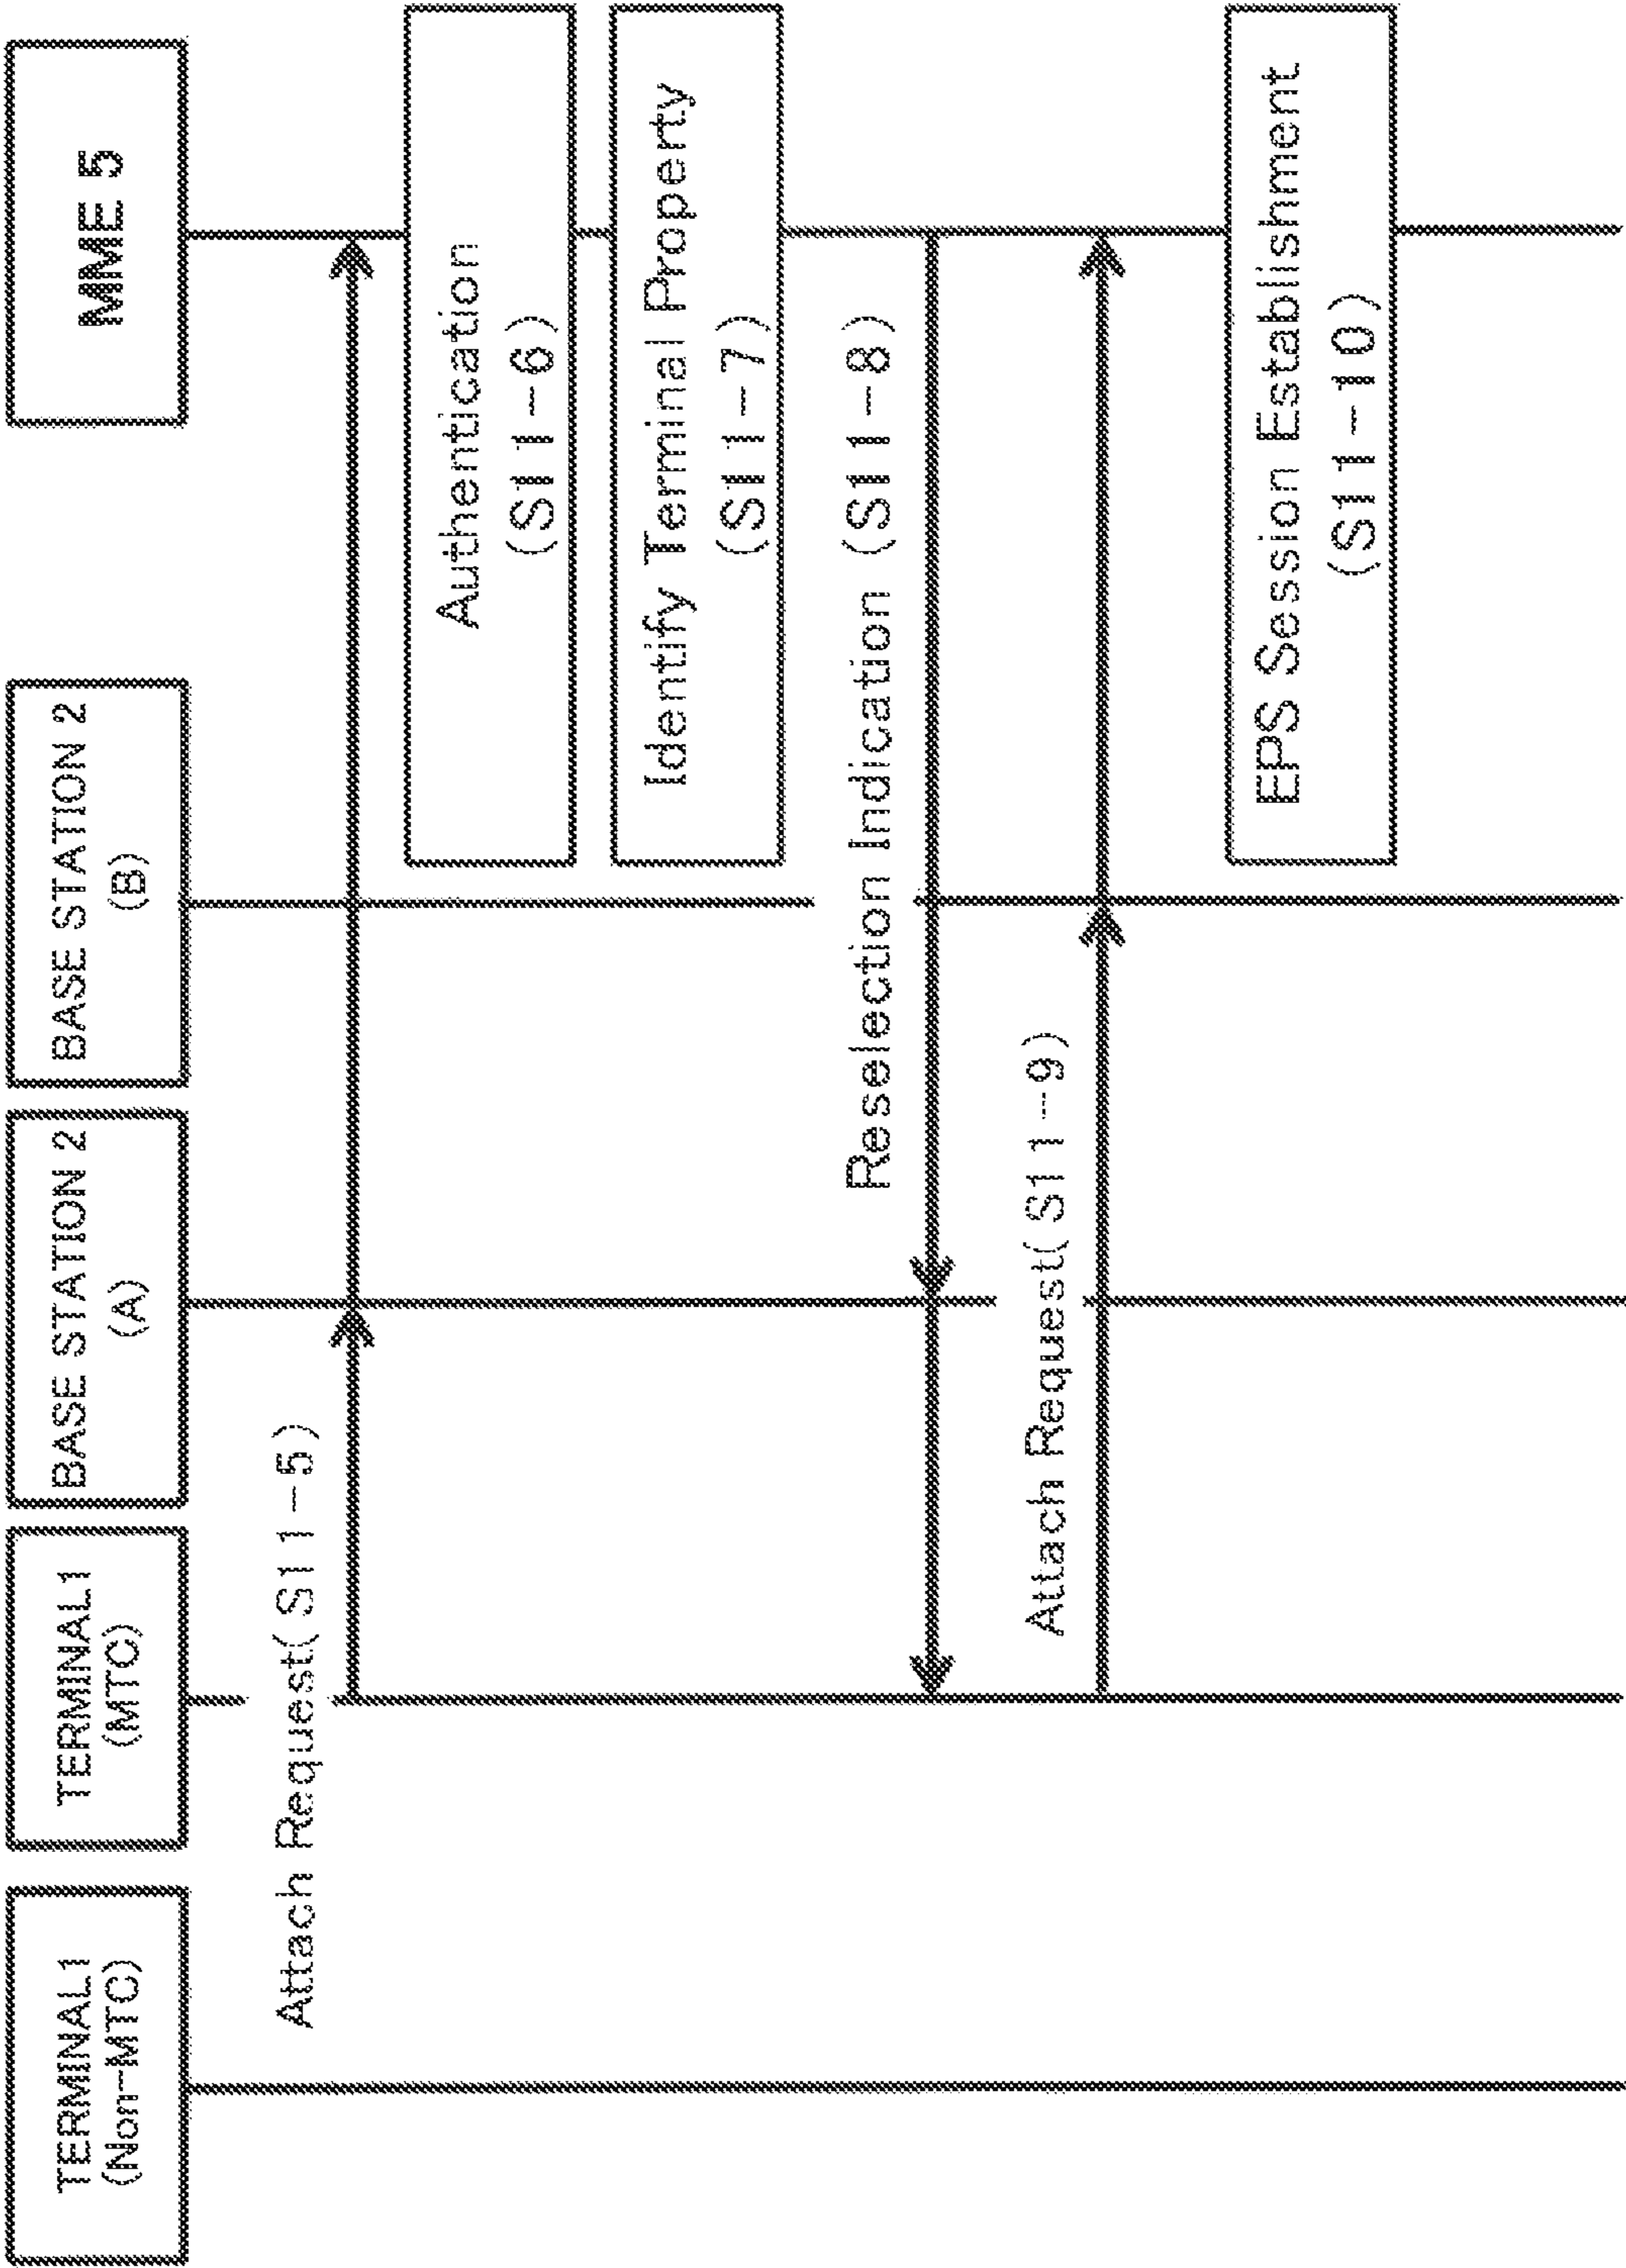 TERMINAL1
(Non-MTC)
TERMINAL1
(MTC)
BASE STATION 2
(A)
BASE STATION 2
(B)
MME 5
Attach Request( S11-5)
Authentication
(S11-6)
Identify Terminal Property
(S11-7)
Reselection Indication (S11-8)
Attach Request( S11-9)
EPS Session Establishment
(S11-10)